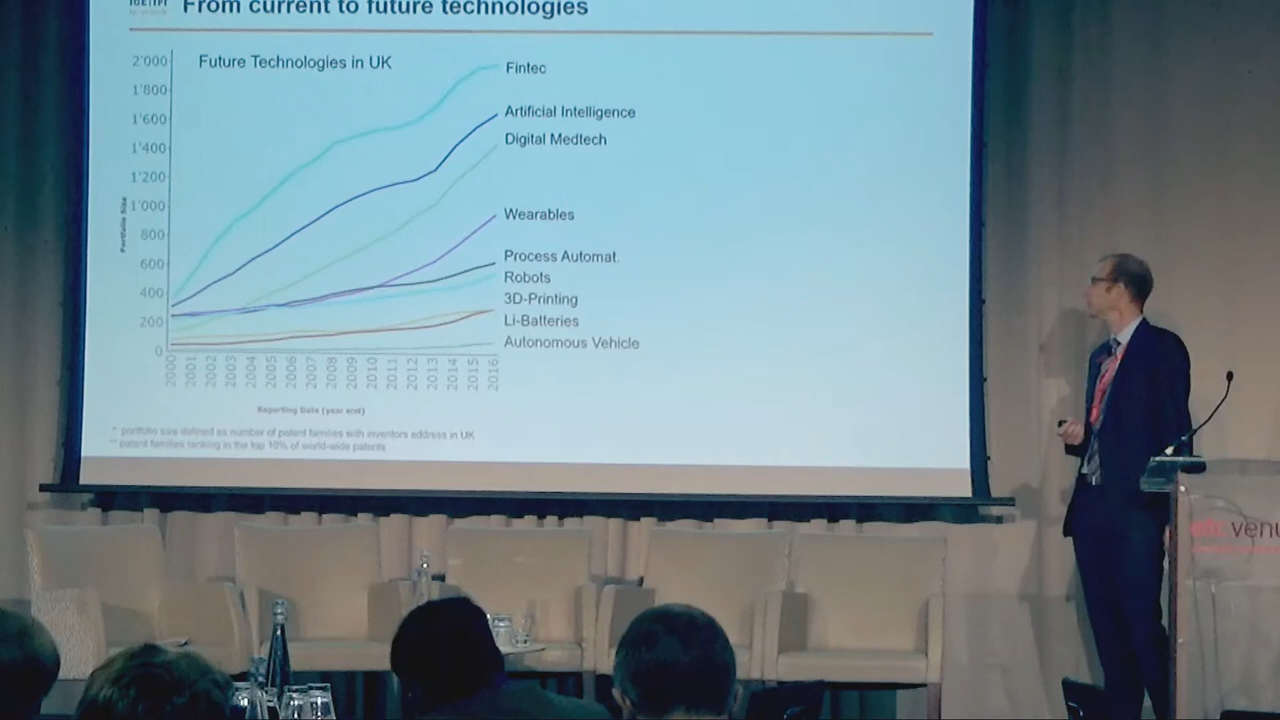 From current to future technologies
Future Technologies in UK
2'000
1'800
1'600
1'400
1'200
1'000
800
600
400
200
0
Portfolio Size
Fintec
Artificial Intelligence
Digital Medtech
Wearables
Process Automat.
Robots
3D-Printing
Li-Batteries
Autonomous Vehicle
2000 2001 2002 2003 2004 2005 2006 2007 2008 2009 2010 2011 2012 2013 2014 2015 2016
Reporting Date (year end)
* portfolio size defined as number of patent families with inventors address in UK
** patent families ranking in the top 10% of world-wide patents
venu